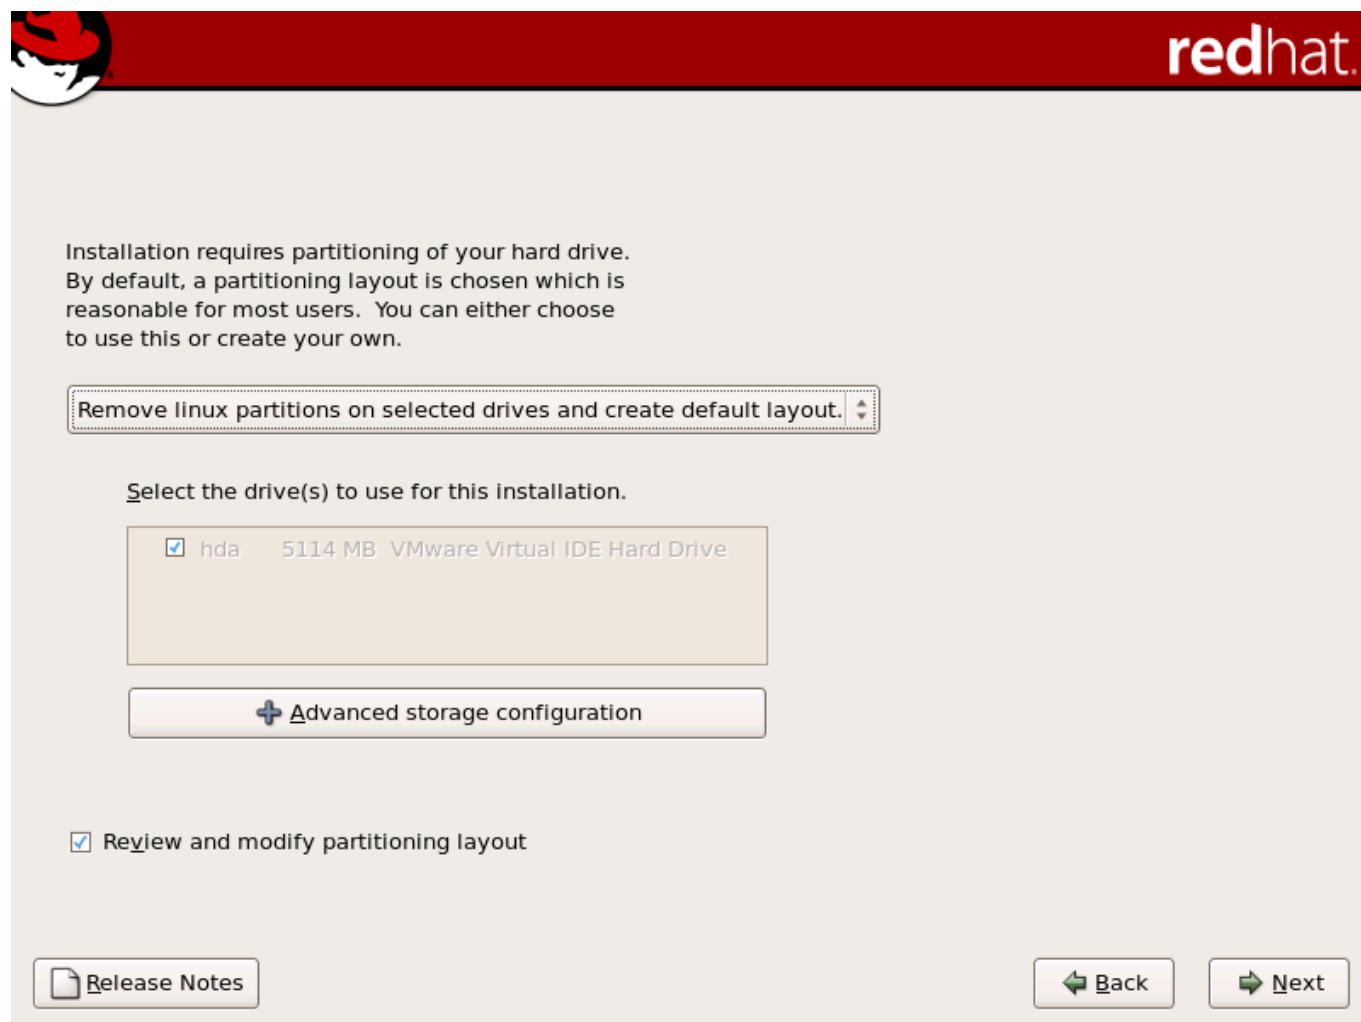 redhat.
Installation requires partitioning of your hard drive.
By default, a partitioning layout is chosen which is
reasonable for most users.  You can either choose
to use this or create your own.
Remove linux partitions on selected drives and create default layout.
Select the drive(s) to use for this installation.
hda 5114 MB VMware Virtual IDE Hard Drive
Advanced storage configuration
Review and modify partitioning layout
Release Notes Back Next